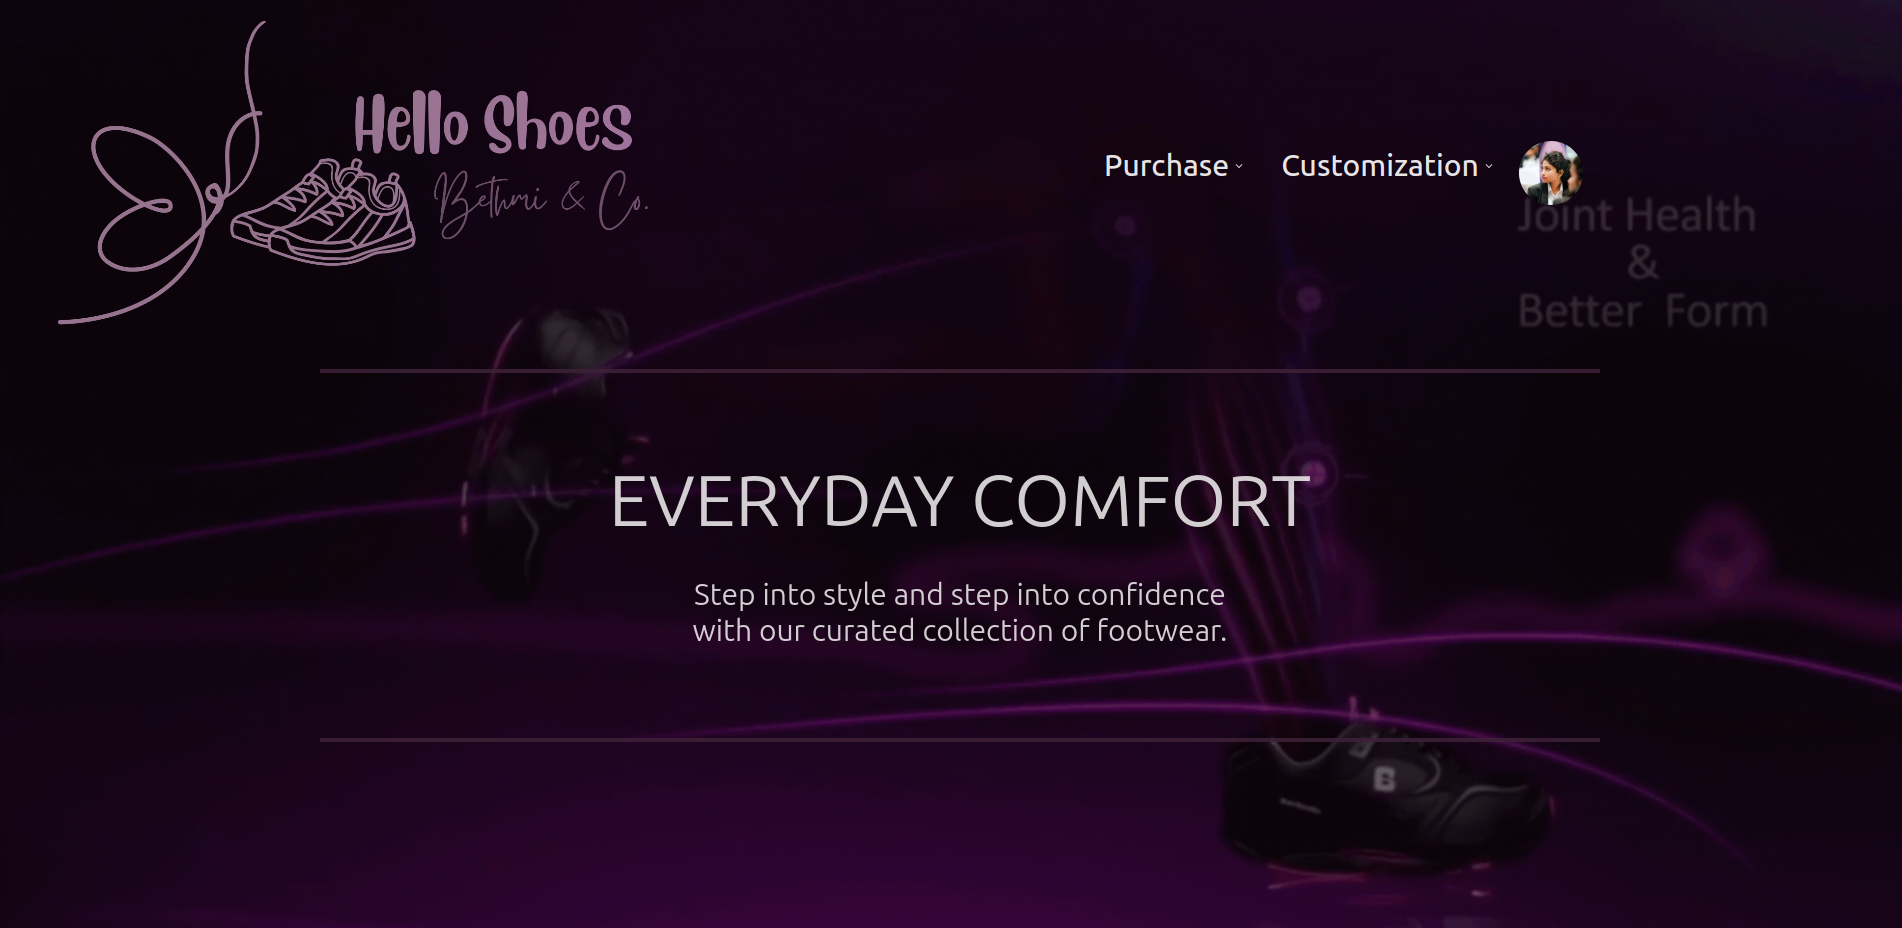 Hello Shoes
Bethmi & Co.
Purchase
Customization
Joint Health
&
Better Form
EVERYDAY COMFORT
Step into style and step into confidence
with our curated collection of footwear.
B